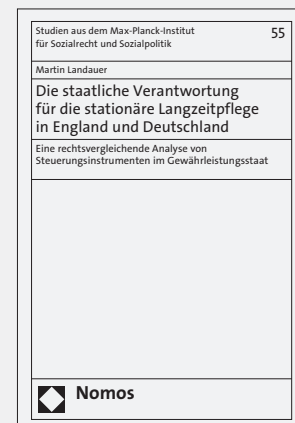 Studien aus dem Max-Planck-Institut
für Sozialrecht und Sozialpolitik
55
Martin Landauer
Die staatliche Verantwortung
für die stationäre Langzeitpflege
in England und Deutschland
Eine rechtsvergleichende Analyse von
Steuerungsinstrumenten im Gewährleistungsstaat
Nomos